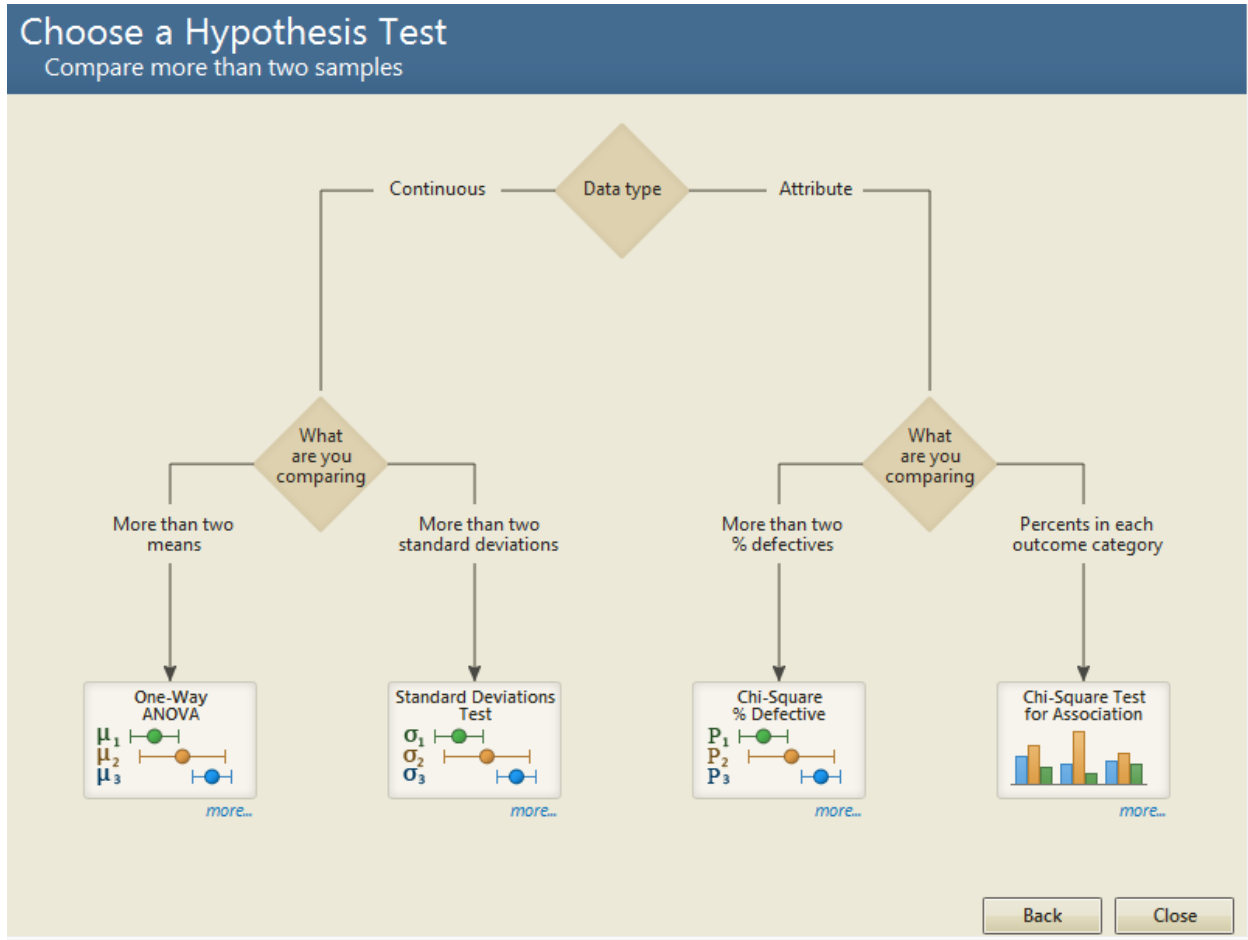 Choose a Hypothesis Test
Compare more than two samples
Continuous
Data type
Attribute
What
are you
comparing
What
are you
comparing
More than two
means
More than two
standard deviations
More than two
% defectives
Percents in each
outcome category
One-Way
ANOVA
μ1
μ2
μ3
more...
Standard Deviations
Test
σ1
σ2
σ3
more...
Chi-Square
% Defective
P1
P2
P3
more...
Chi-Square Test
for Association
more...
Back
Close